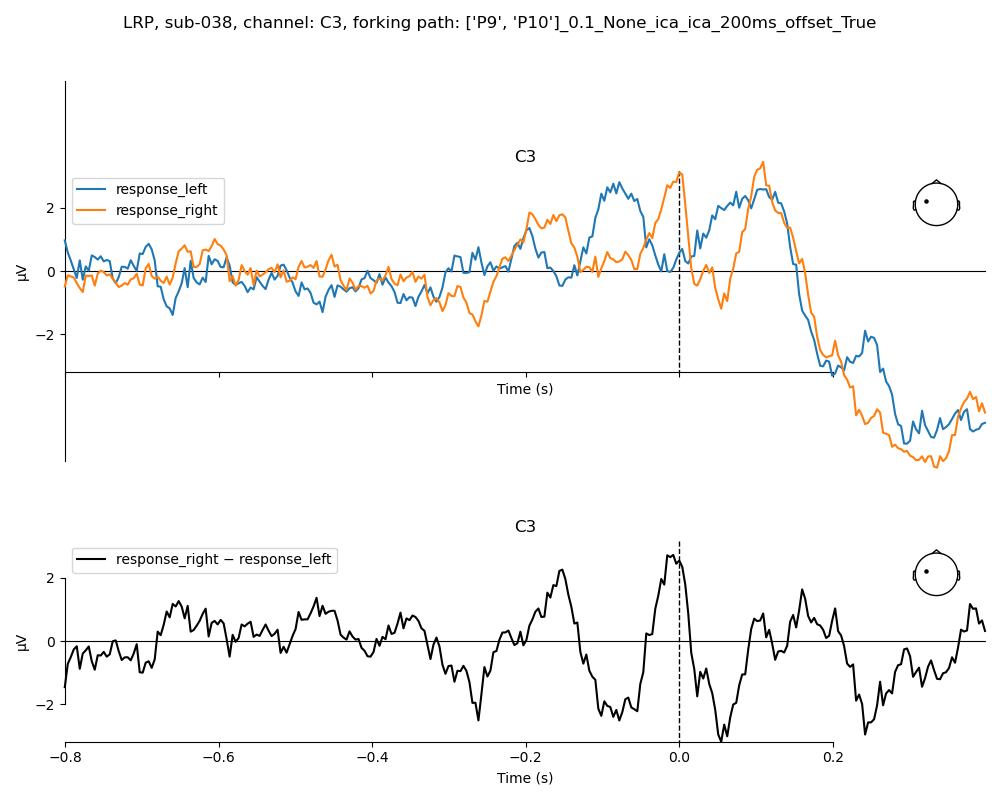 LRP, sub-038, channel: C3, forking path: ['P9', 'P10']_0.1_None_ica_ica_200ms_offset_True
C3
response_left
response_right
2
0
−2
µV
Time (s)
C3
response_right − response_left
2
0
−2
µV
−0.8 −0.6 −0.4 −0.2 0.0 0.2
Time (s)